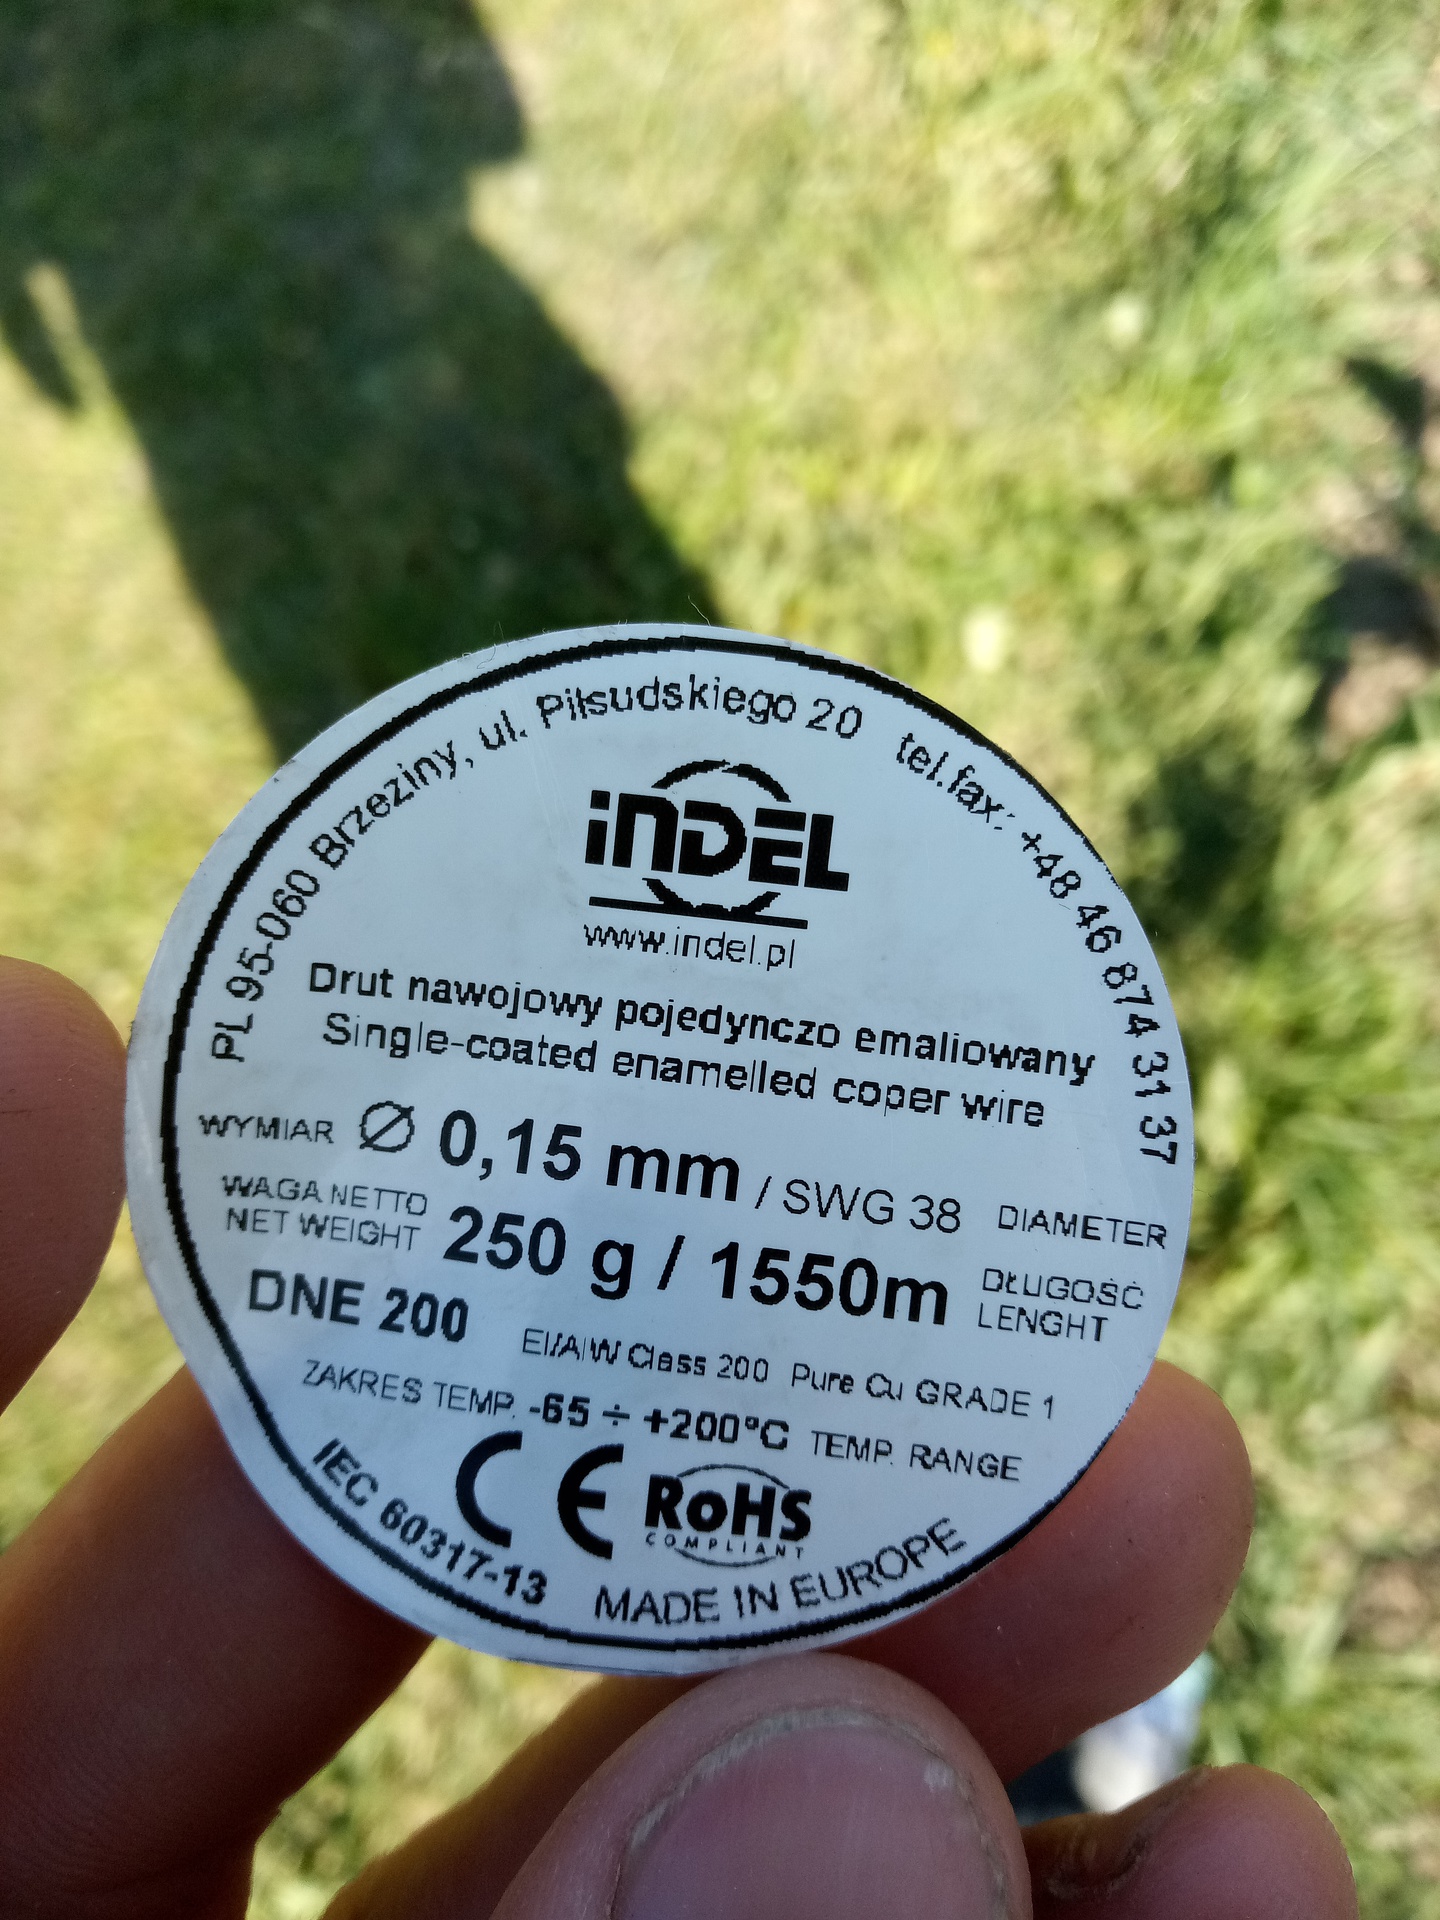 PL 95-060 Brzeziny, ul. Piłsudskiego 20 tel.fax: +48 46 874 31 37
iNDEL
www.indel.pl
Drut nawojowy pojedynczo emaliowany
Single-coated enamelled coper wire
WYMIAR Ø 0,15 mm / SWG 38 DIAMETER
WAGA NETTO
NET WEIGHT
250 g / 1550m
DŁUGOŚĆ
LENGHT
DNE 200 EI/AIW Class 200 Pure Cu GRADE 1
ZAKRES TEMP. -65 ÷ +200°C TEMP. RANGE
CE RoHS
COMPLIANT
IEC 60317-13 MADE IN EUROPE